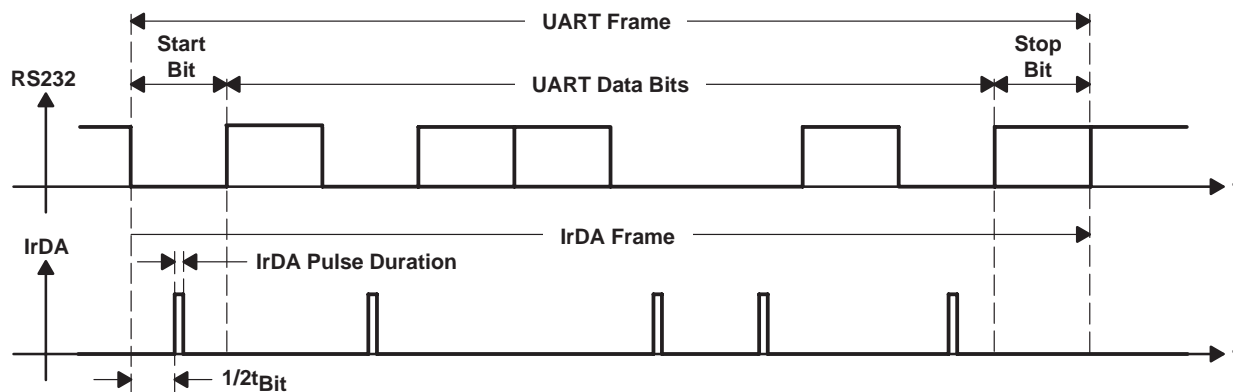 UART Frame
Start
Bit
Stop
Bit
RS232
UART Data Bits
IrDA Frame
IrDA
IrDA Pulse Duration
1/2tBit